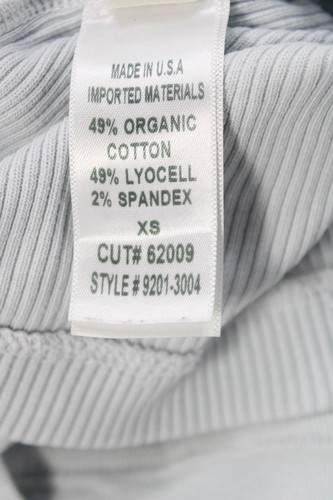 MADE IN U.S.A
IMPORTED MATERIALS
49% ORGANIC
COTTON
49% LYOCELL
2% SPANDEX
XS
CUT# 62009
STYLE # 9201-3004